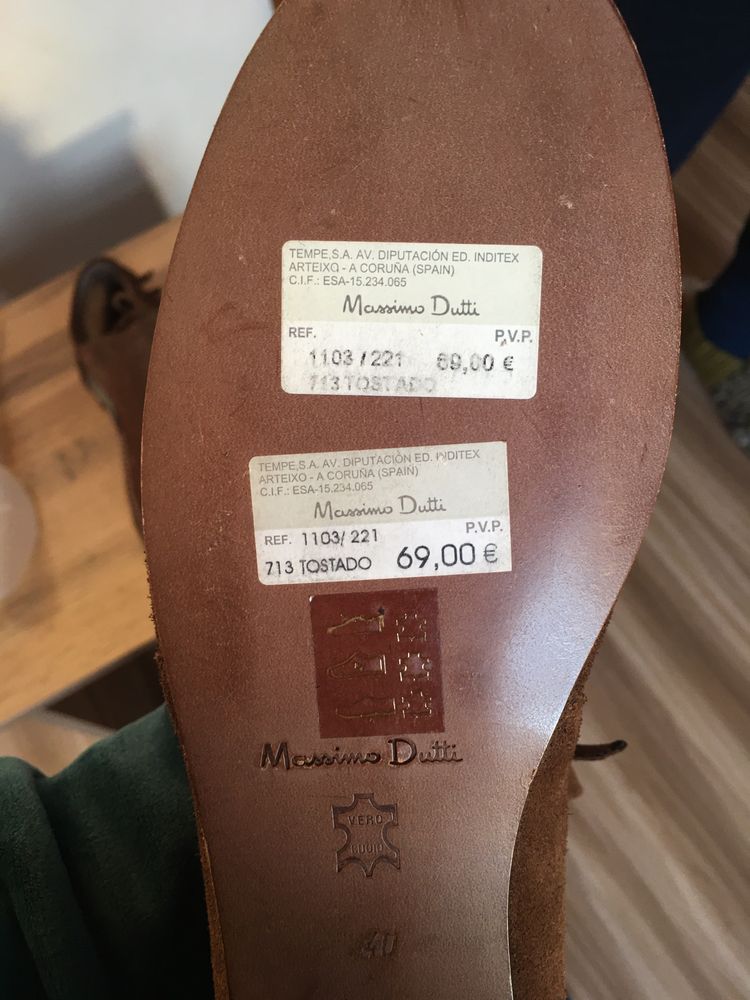 TEMPE,S.A. AV. DIPUTACIÓN ED. INDITEX
ARTEIXO - A CORUÑA (SPAIN)
C.I.F.: ESA-15.234.065
Massimo Dutti
REF. P.V.P.
1103 / 221 69,00 €
713 TOSTADO
TEMPE,S.A. AV. DIPUTACIÓN ED. INDITEX
ARTEIXO - A CORUÑA (SPAIN)
C.I.F.: ESA-15.234.065
Massimo Dutti
P.V.P.
REF. 1103/ 221
713 TOSTADO 69,00 €
Massimo Dutti
VERO
CUOIO
40